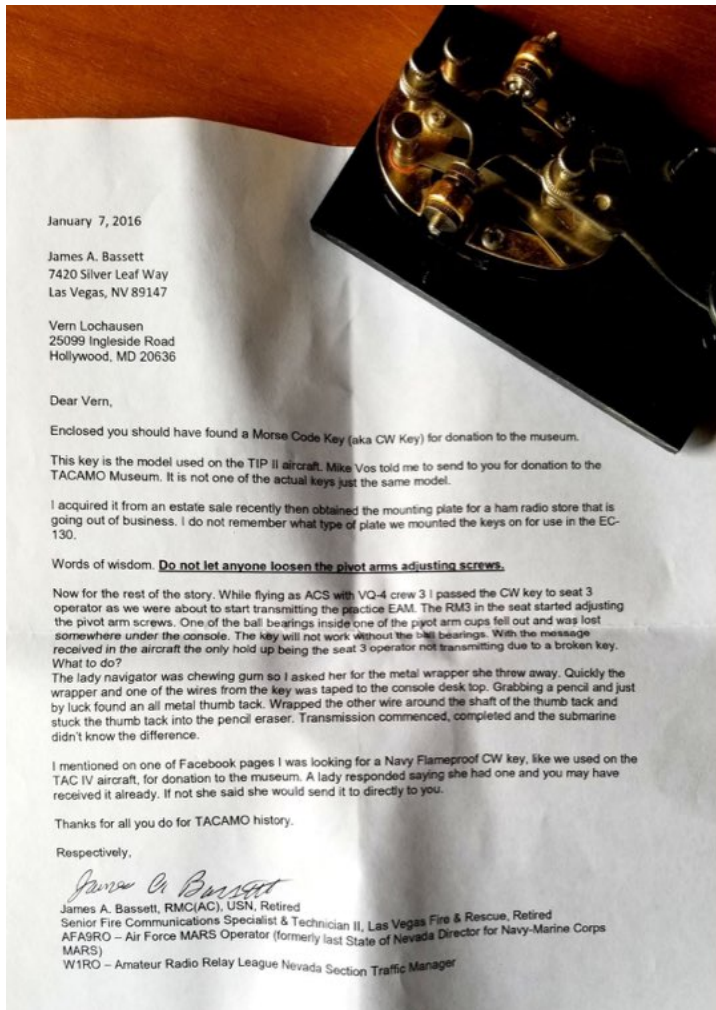 January 7, 2016
James A. Bassett
7420 Silver Leaf Way
Las Vegas, NV 89147
Vern Lochausen
25099 Ingleside Road
Hollywood, MD 20636
Dear Vern,
Enclosed you should have found a Morse Code Key (aka CW Key) for donation to the museum.
This key is the model used on the TIP II aircraft. Mike Vos told me to send to you for donation to the
TACAMO Museum. It is not one of the actual keys just the same model.
I acquired it from an estate sale recently then obtained the mounting plate for a ham radio store that is
going out of business. I do not remember what type of plate we mounted the keys on for use in the EC-
130.
Words of wisdom. Do not let anyone loosen the pivot arms adjusting screws.
Now for the rest of the story. While flying as ACS with VQ-4 crew 3 I passed the CW key to seat 3
operator as we were about to start transmitting the practice EAM. The RM3 in the seat started adjusting
the pivot arm screws. One of the ball bearings inside one of the pivot arm cups fell out and was lost
somewhere under the console. The key will not work without the ball bearings. With the message
received in the aircraft the only hold up being the seat 3 operator not transmitting due to a broken key.
What to do?
The lady navigator was chewing gum so I asked her for the metal wrapper she threw away. Quickly the
wrapper and one of the wires from the key was taped to the console desk top. Grabbing a pencil and just
by luck found an all metal thumb tack. Wrapped the other wire around the shaft of the thumb tack and
stuck the thumb tack into the pencil eraser. Transmission commenced, completed and the submarine
didn't know the difference.
I mentioned on one of Facebook pages I was looking for a Navy Flameproof CW key, like we used on the
TAC IV aircraft, for donation to the museum. A lady responded saying she had one and you may have
received it already. If not she said she would send it to directly to you.
Thanks for all you do for TACAMO history.
Respectively,
James A Bassett
James A. Bassett, RMC(AC), USN, Retired
Senior Fire Communications Specialist & Technician II, Las Vegas Fire & Rescue, Retired
AFA9RO – Air Force MARS Operator (formerly last State of Nevada Director for Navy-Marine Corps
MARS)
W1RO – Amateur Radio Relay League Nevada Section Traffic Manager